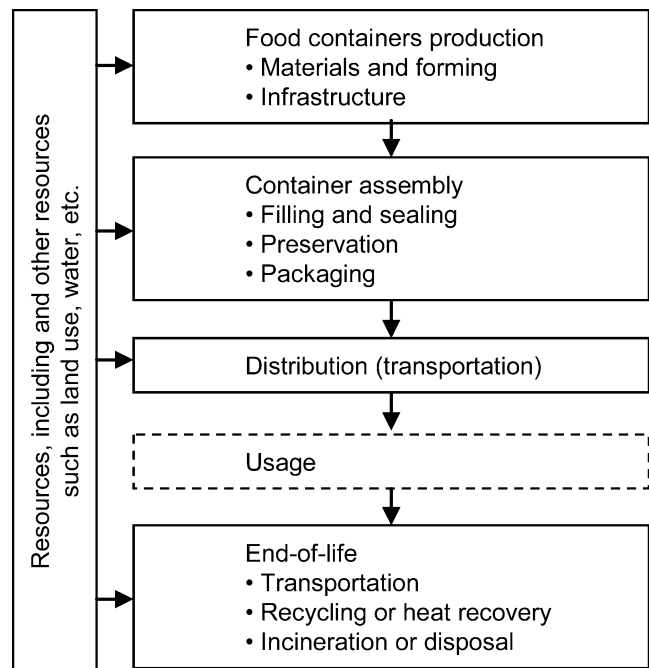 Resources, including and other resources
such as land use, water, etc.
Food containers production
• Materials and forming
• Infrastructure
Container assembly
• Filling and sealing
• Preservation
• Packaging
Distribution (transportation)
Usage
End-of-life
• Transportation
• Recycling or heat recovery
• Incineration or disposal